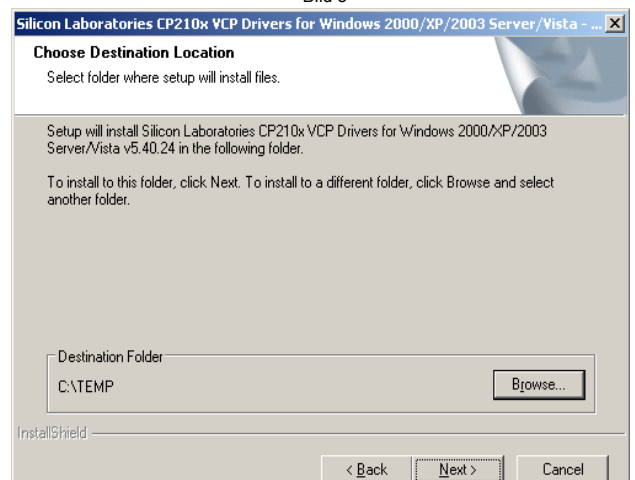 Silicon Laboratories CP210x VCP Drivers for Windows 2000/XP/2003 Server/Vista - ...
Choose Destination Location
Select folder where setup will install files.
Setup will install Silicon Laboratories CP210x VCP Drivers for Windows 2000/XP/2003
Server/Vista v5.40.24 in the following folder.
To install to this folder, click Next. To install to a different folder, click Browse and select
another folder.
Destination Folder
C:\TEMP
Browse...
InstallShield
< Back
Next >
Cancel